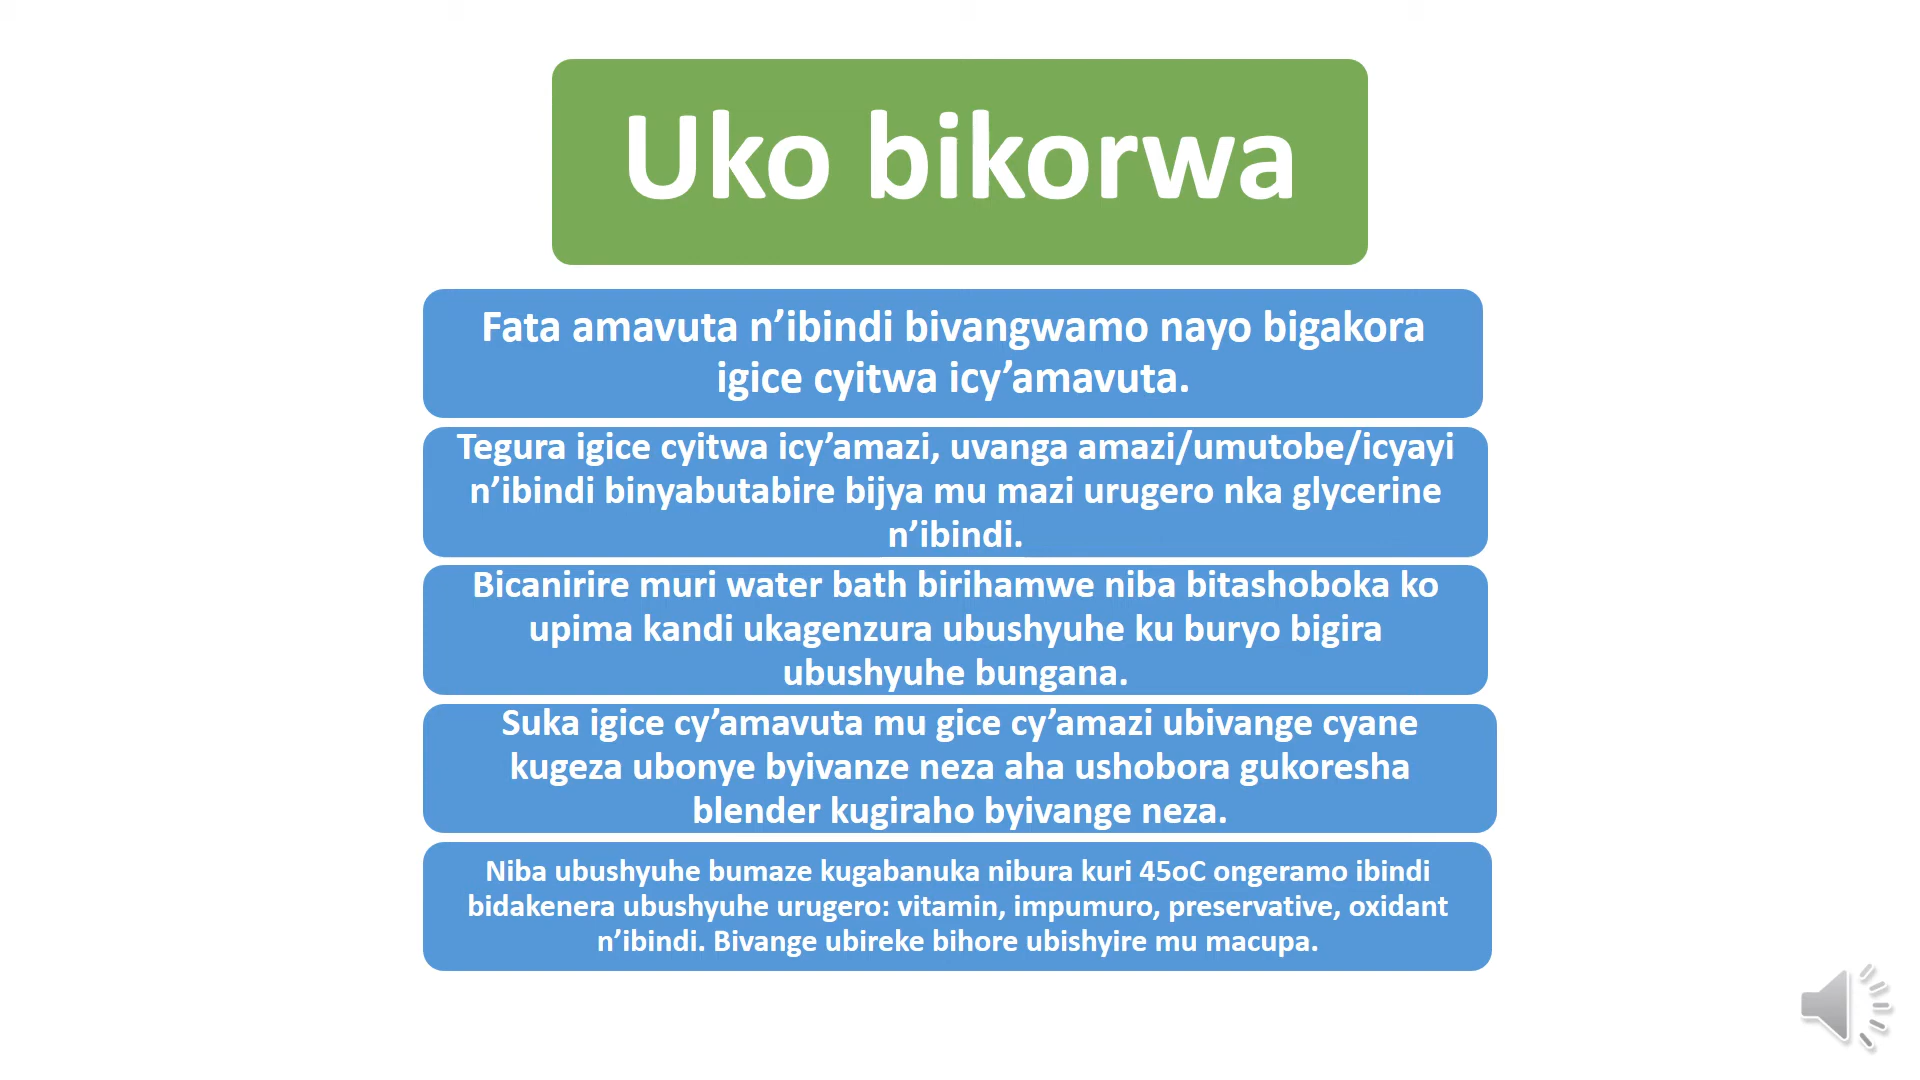 Uko bikorwa
Fata amavuta n’ibindi bivangwamo nayo bigakora
igice cyitwa icy’amavuta.
Tegura igice cyitwa icy’amazi, uvanga amazi/umutobe/icyayi
n’ibindi binyabutabire bijya mu mazi urugero nka glycerine
n’ibindi.
Bicanirire muri water bath birihamwe niba bitashoboka ko
upima kandi ukagenzura ubushyuhe ku buryo bigira
ubushyuhe bungana.
Suka igice cy’amavuta mu gice cy’amazi ubivange cyane
kugeza ubonye byivanze neza aha ushobora gukoresha
blender kugiraho byivange neza.
Niba ubushyuhe bumaze kugabanuka nibura kuri 45oC ongeramo ibindi
bidakenera ubushyuhe urugero: vitamin, impumuro, preservative, oxidant
n’ibindi. Bivange ubireke bihore ubishyire mu macupa.